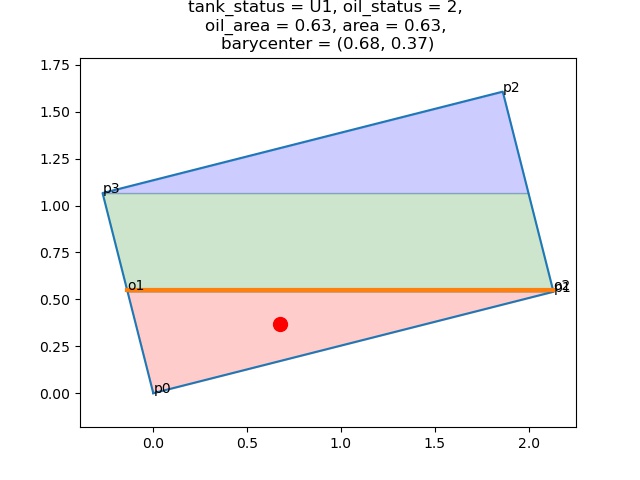 tank_status = U1, oil_status = 2,
oil_area = 0.63, area = 0.63,
barycenter = (0.68, 0.37)
1.75
1.50
1.25
1.00
0.75
0.50
0.25
0.00
p2
p3
o1
p0
0.0
0.5
1.0
1.5
2.0